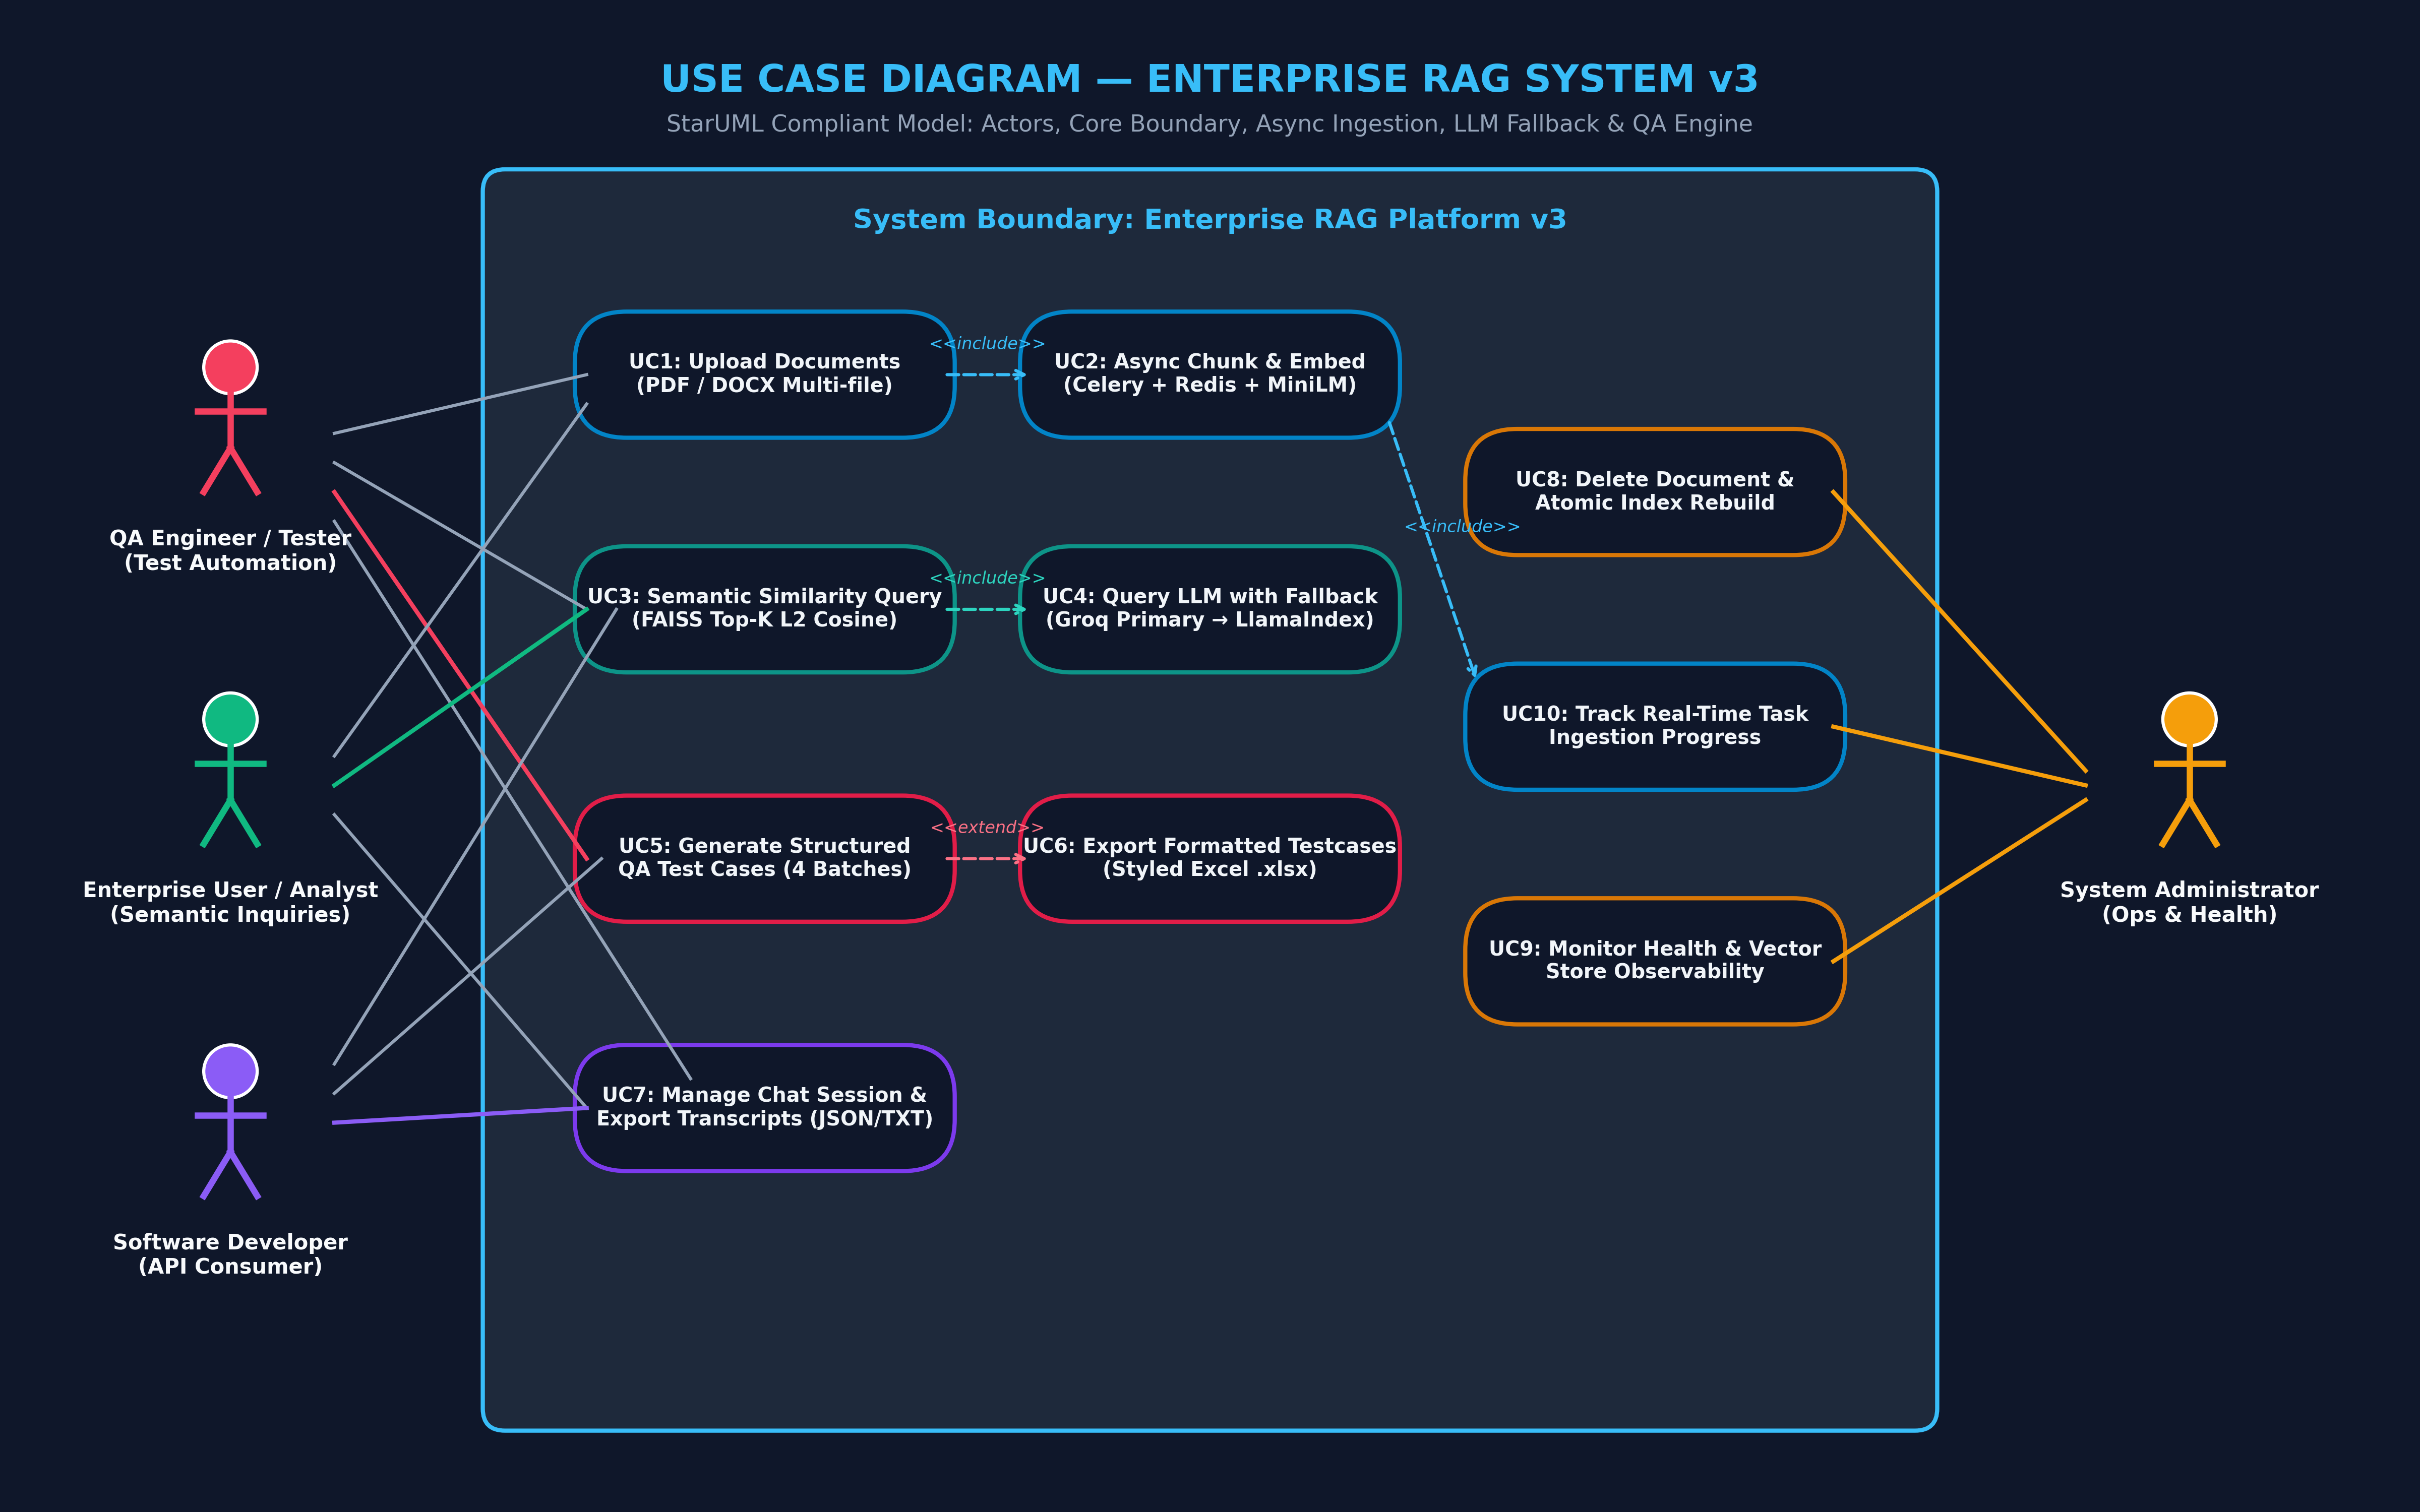 USE CASE DIAGRAM — ENTERPRISE RAG SYSTEM v3
StarUML Compliant Model: Actors, Core Boundary, Async Ingestion, LLM Fallback & QA Engine
System Boundary: Enterprise RAG Platform v3
QA Engineer / Tester
(Test Automation)
Enterprise User / Analyst
(Semantic Inquiries)
Software Developer
(API Consumer)
UC1: Upload Documents
(PDF / DOCX Multi-file)
<<include>>
UC2: Async Chunk & Embed
(Celery + Redis + MiniLM)
<<include>>
UC3: Semantic Similarity Query
(FAISS Top-K L2 Cosine)
<<include>>
UC4: Query LLM with Fallback
(Groq Primary → LlamaIndex)
UC5: Generate Structured
QA Test Cases (4 Batches)
<<extend>>
UC6: Export Formatted Testcases
(Styled Excel .xlsx)
UC7: Manage Chat Session &
Export Transcripts (JSON/TXT)
UC8: Delete Document &
Atomic Index Rebuild
UC10: Track Real-Time Task
Ingestion Progress
UC9: Monitor Health & Vector
Store Observability
System Administrator
(Ops & Health)